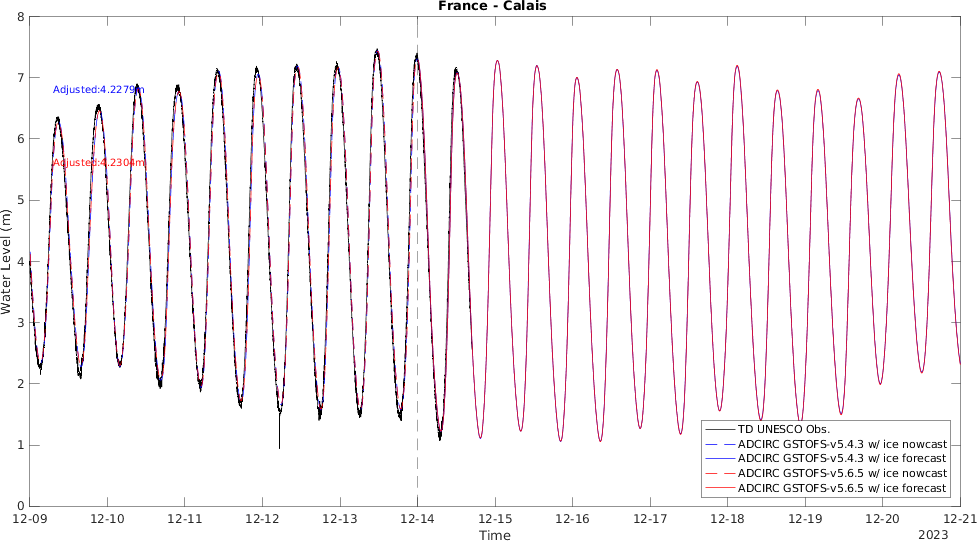 France - Calais
8
7
6
5
4
3
2
1
0
Water Level (m)
Adjusted:4.2279m
Adjusted:4.2304m
TD UNESCO Obs.
ADCIRC GSTOFS-v5.4.3 w/ ice nowcast
ADCIRC GSTOFS-v5.4.3 w/ ice forecast
ADCIRC GSTOFS-v5.6.5 w/ ice nowcast
ADCIRC GSTOFS-v5.6.5 w/ ice forecast
12-09 12-10 12-11 12-12 12-13 12-14 12-15 12-16 12-17 12-18 12-19 12-20 12-21
Time
2023